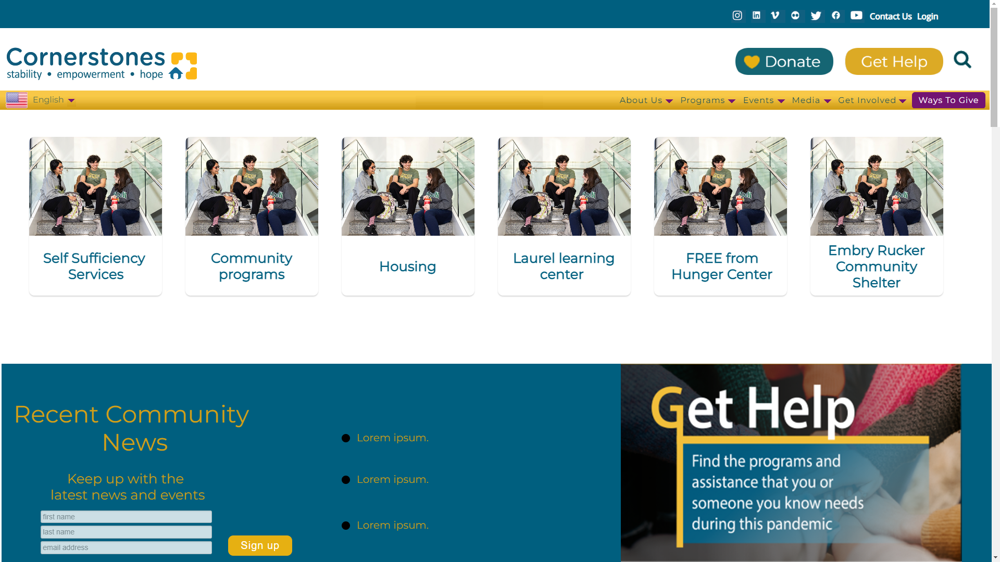 Contact Us Login
Cornerstones
stability • empowerment • hope
Donate
Get Help
English
About Us
Programs
Events
Media
Get Involved
Ways To Give
Self Sufficiency
Services
Community
programs
Housing
Laurel learning
center
FREE from
Hunger Center
Embry Rucker
Community
Shelter
Recent Community
News
Keep up with the
latest news and events
first name
last name
email address
Sign up
Lorem ipsum.
Lorem ipsum.
Lorem ipsum.
Get Help
Find the programs and
assistance that you or
someone you know needs
during this pandemic